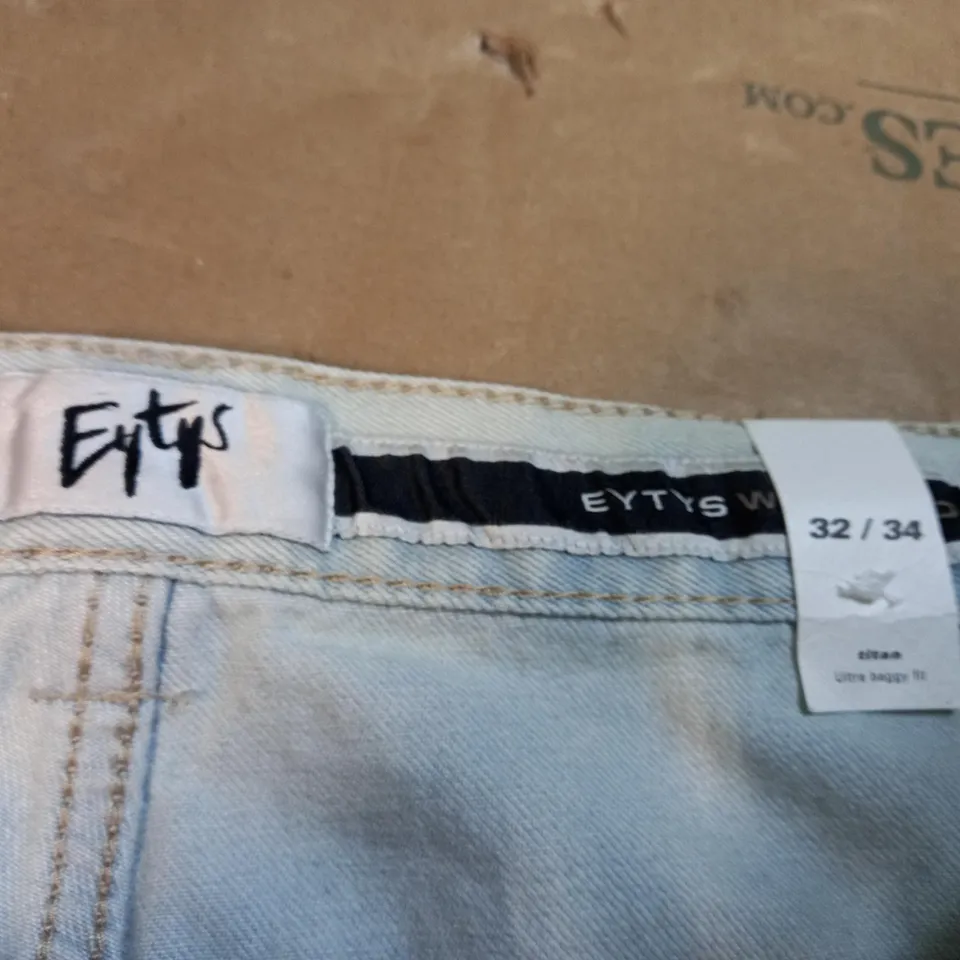 ES
.COM
Eytys
EYTYS
32 / 34
titan
Ultra baggy fit